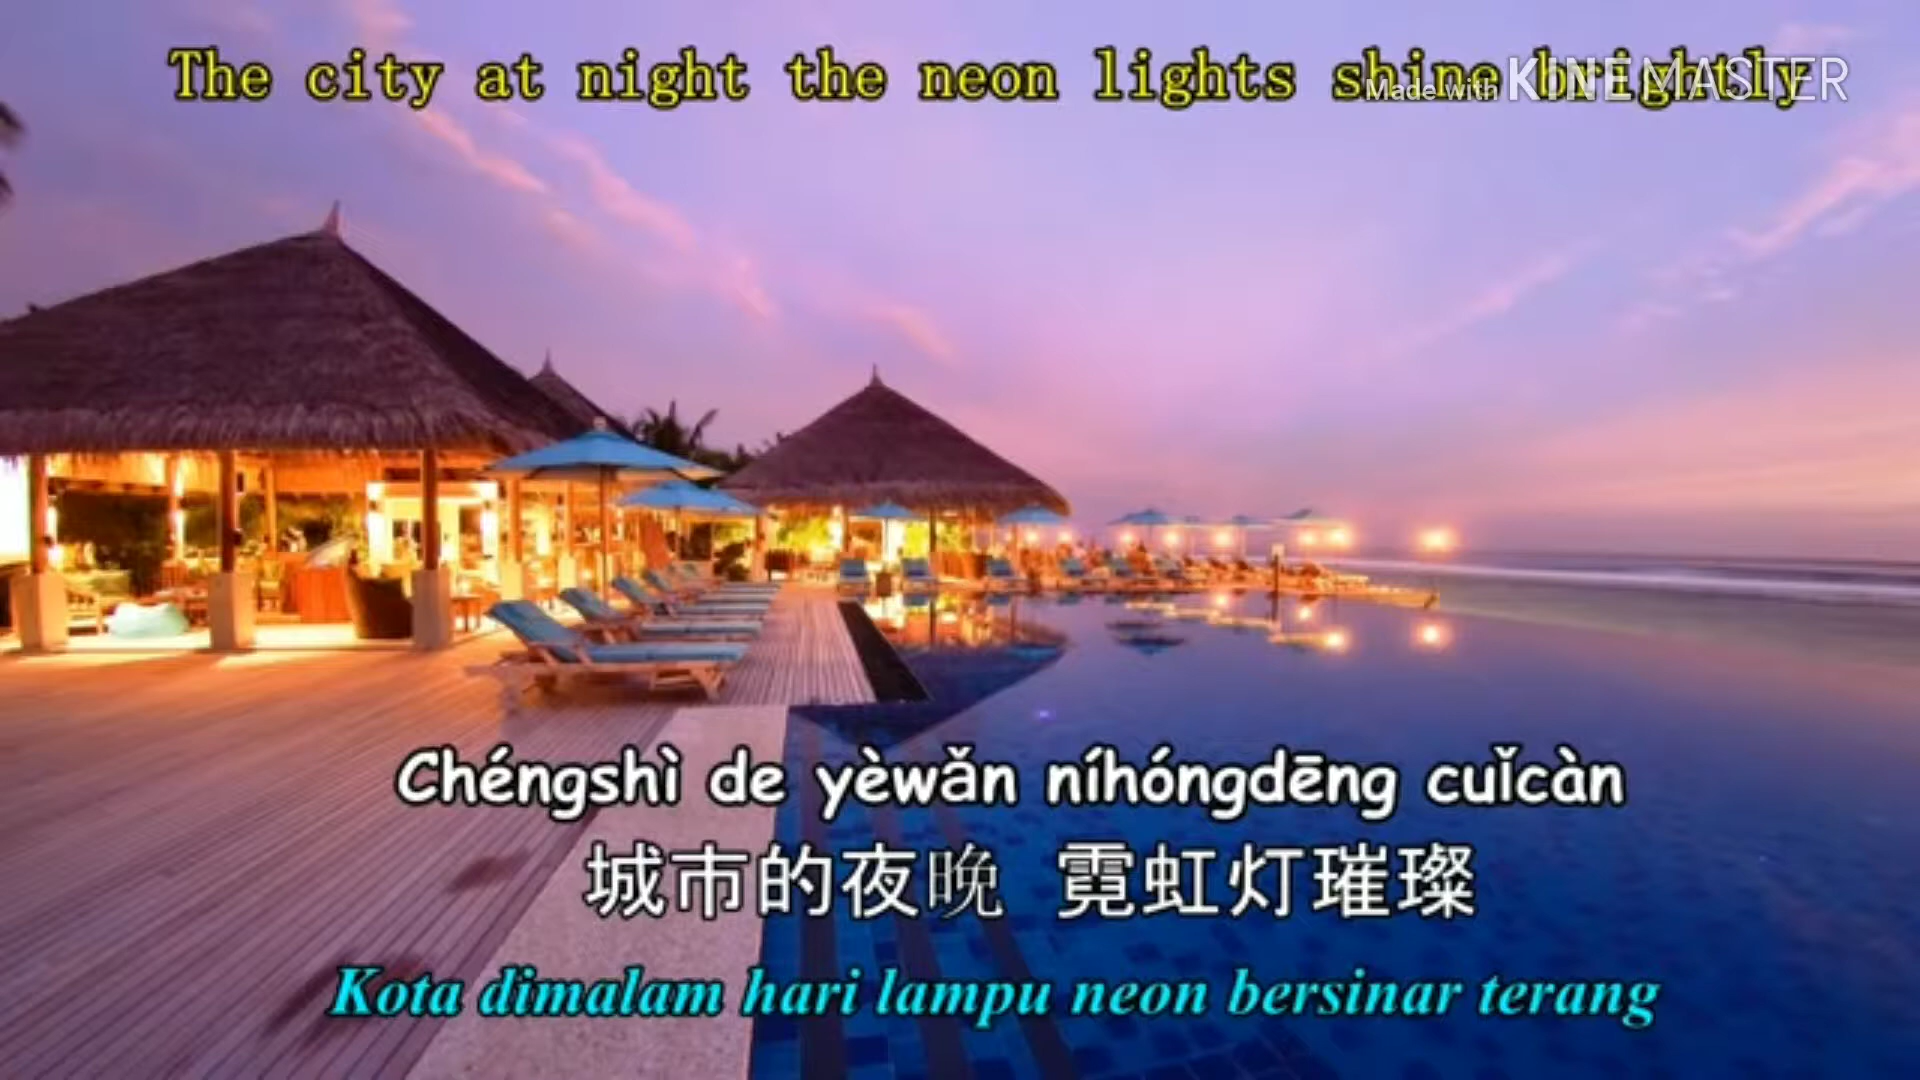 The city at night the neon lights shine brightly
Made with KINEMASTER
Chéngshì de yèwǎn níhóngdēng cuǐcàn
城市的夜晚 霓虹灯璀璨
Kota dimalam hari lampu neon bersinar terang